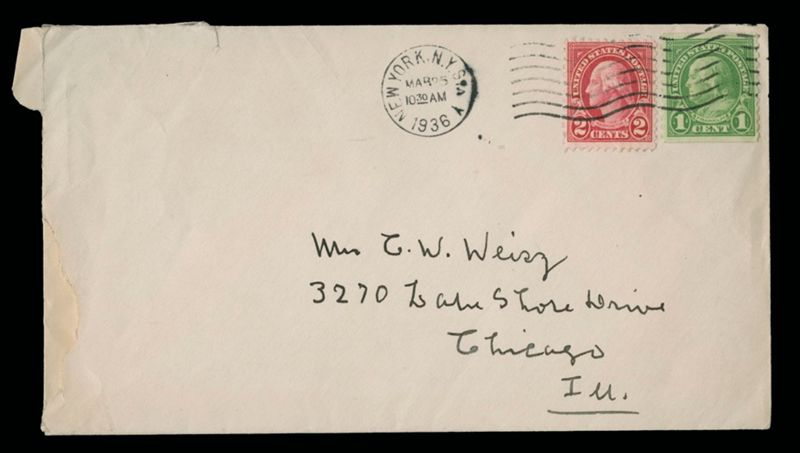 NEW YORK, N.Y. STA. Y
MAR 25
10 30 AM
1936
UNITED STATES POSTAGE
2 CENTS 2
UNITED STATES POSTAGE
1 CENT 1
Mrs C. W. Weisz
3270 Lake Shore Drive
Chicago
Ill.